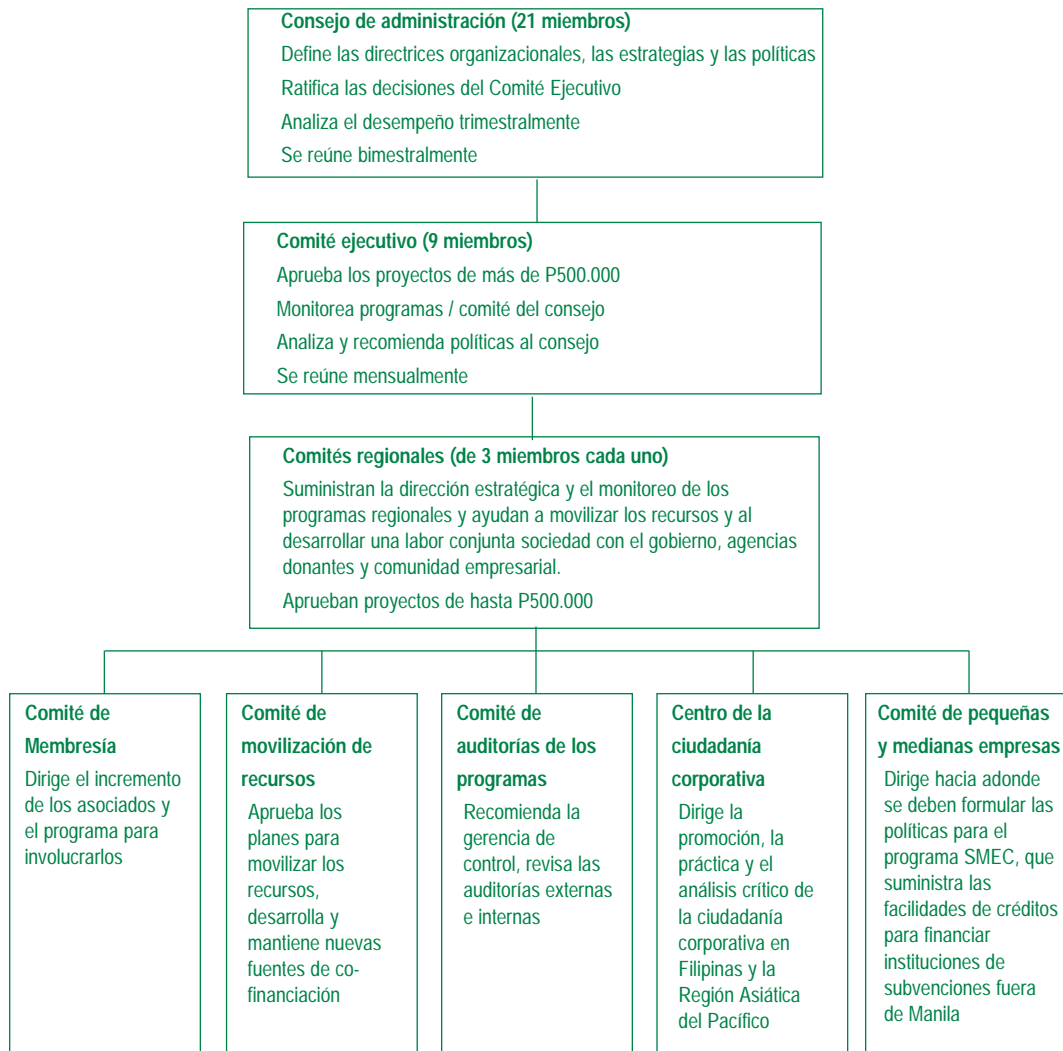 Consejo de administración (21 miembros)
Define las directrices organizacionales, las estrategias y las políticas
Ratifica las decisiones del Comité Ejecutivo
Analiza el desempeño trimestralmente
Se reúne bimestralmente
Comité ejecutivo (9 miembros)
Aprueba los proyectos de más de P500.000
Monitorea programas / comité del consejo
Analiza y recomienda políticas al consejo
Se reúne mensualmente
Comités regionales (de 3 miembros cada uno)
Suministran la dirección estratégica y el monitoreo de los
programas regionales y ayudan a movilizar los recursos y al
desarrollar una labor conjunta sociedad con el gobierno, agencias
donantes y comunidad empresarial.
Aprueban proyectos de hasta P500.000
Comité de
Membresía
Dirige el incremento
de los asociados y
el programa para
involucrarlos
Comité de
movilización de
recursos
Aprueba los
planes para
movilizar los
recursos,
desarrolla y
mantiene nuevas
fuentes de co-
financiación
Comité de
auditorías de los
programas
Recomienda la
gerencia de
control, revisa las
auditorías externas
e internas
Centro de la
ciudadanía
corporativa
Dirige la
promoción, la
práctica y el
análisis crítico de
la ciudadanía
corporativa en
Filipinas y la
Región Asiática
del Pacífico
Comité de pequeñas
y medianas empresas
Dirige hacia adonde
se deben formular las
políticas para el
programa SMEC, que
suministra las
facilidades de créditos
para financiar
instituciones de
subvenciones fuera
de Manila